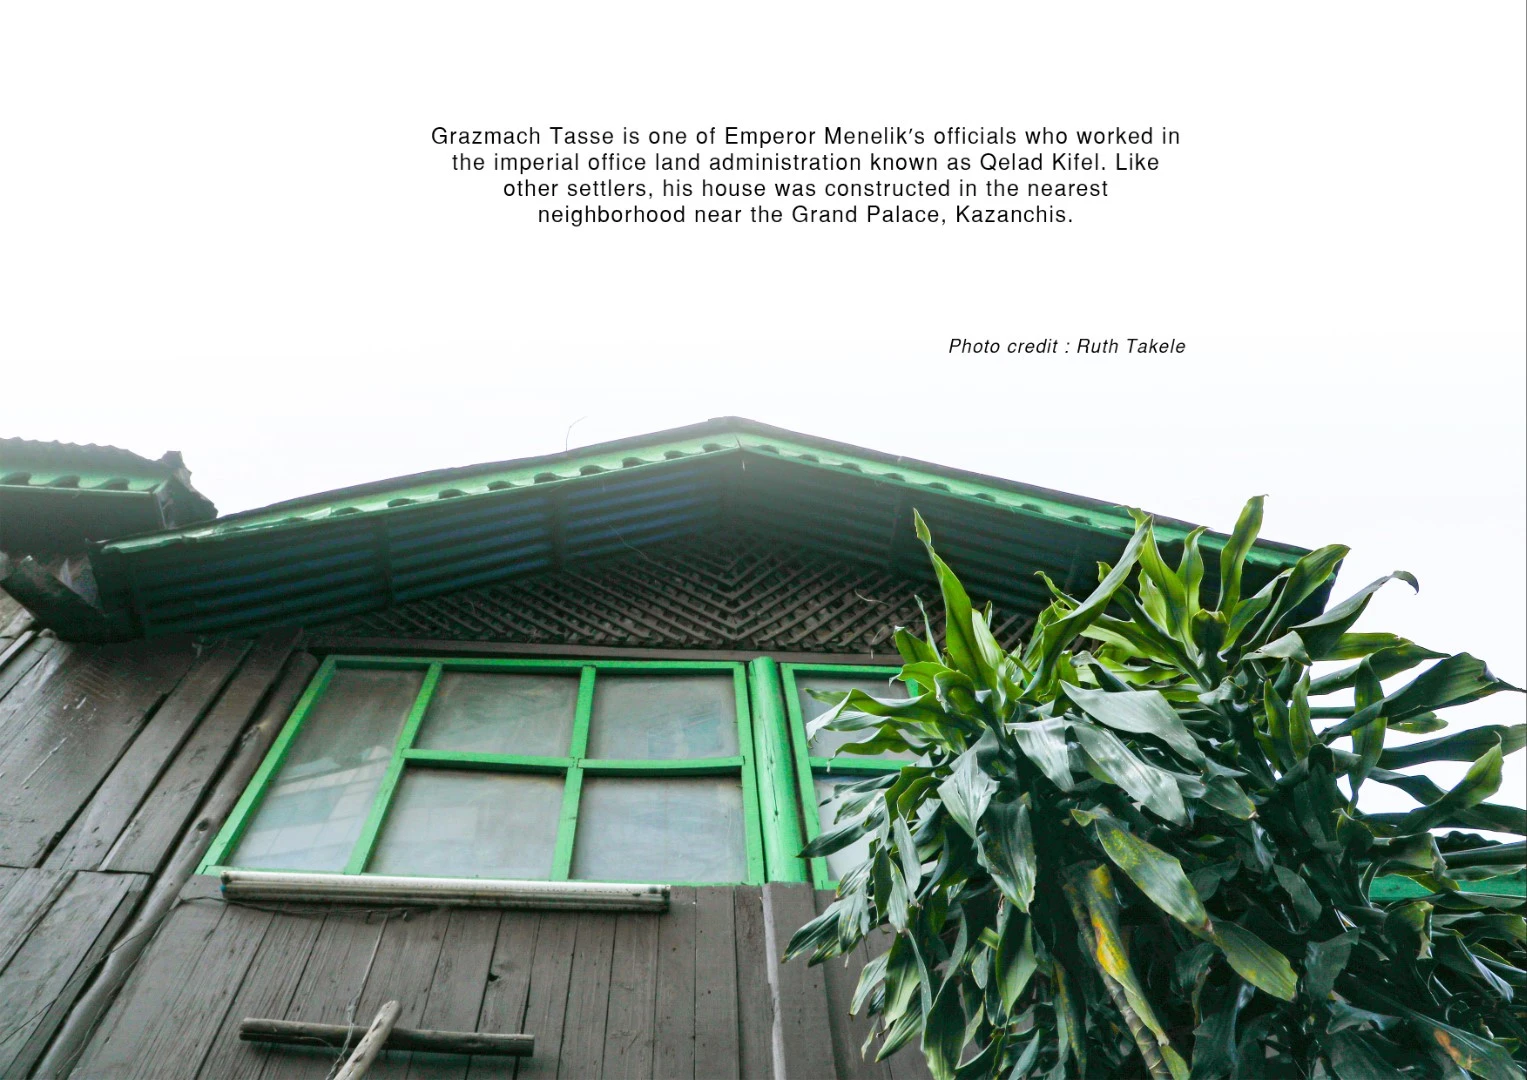 Grazmach Tasse is one of Emperor Menelik's officials who worked in
the imperial office land administration known as Qelad Kifel. Like
other settlers, his house was constructed in the nearest
neighborhood near the Grand Palace, Kazanchis.
Photo credit : Ruth Takele